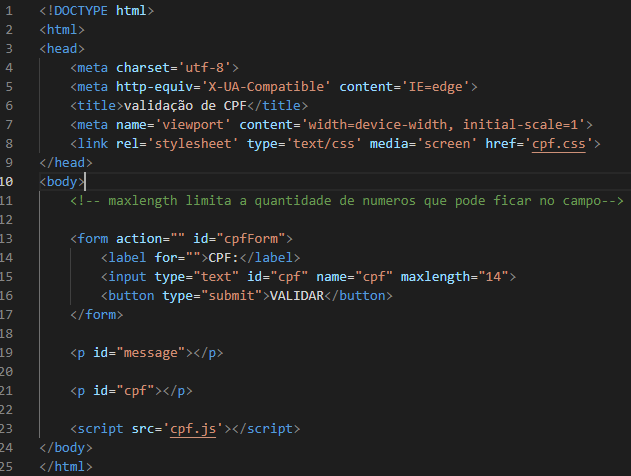 1 <!DOCTYPE html>
2 <html>
3 <head>
4     <meta charset='utf-8'>
5     <meta http-equiv='X-UA-Compatible' content='IE=edge'>
6     <title>validação de CPF</title>
7     <meta name='viewport' content='width=device-width, initial-scale=1'>
8     <link rel='stylesheet' type='text/css' media='screen' href='cpf.css'>
9 </head>
10 <body>
11     <!-- maxlength limita a quantidade de numeros que pode ficar no campo-->
12
13     <form action="" id="cpfForm">
14         <label for="">CPF:</label>
15         <input type="text" id="cpf" name="cpf" maxlength="14">
16         <button type="submit">VALIDAR</button>
17     </form>
18
19     <p id="message"></p>
20
21     <p id="cpf"></p>
22
23     <script src='cpf.js'></script>
24 </body>
25 </html>